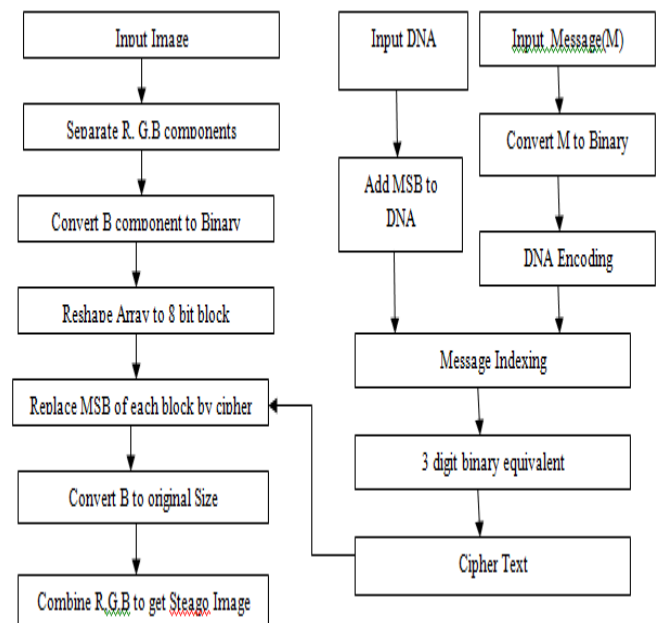 Input Image
Separate R. G.B components
Convert B component to Binary
Reshape Array to 8 bit block
Replace MSB of each block by cipher
Convert B to original Size
Combine R.G.B to get Steago Image
Input DNA
Add MSB to
DNA
Input Message(M)
Convert M to Binary
DNA Encoding
Message Indexing
3 digit binary equivalent
Cipher Text